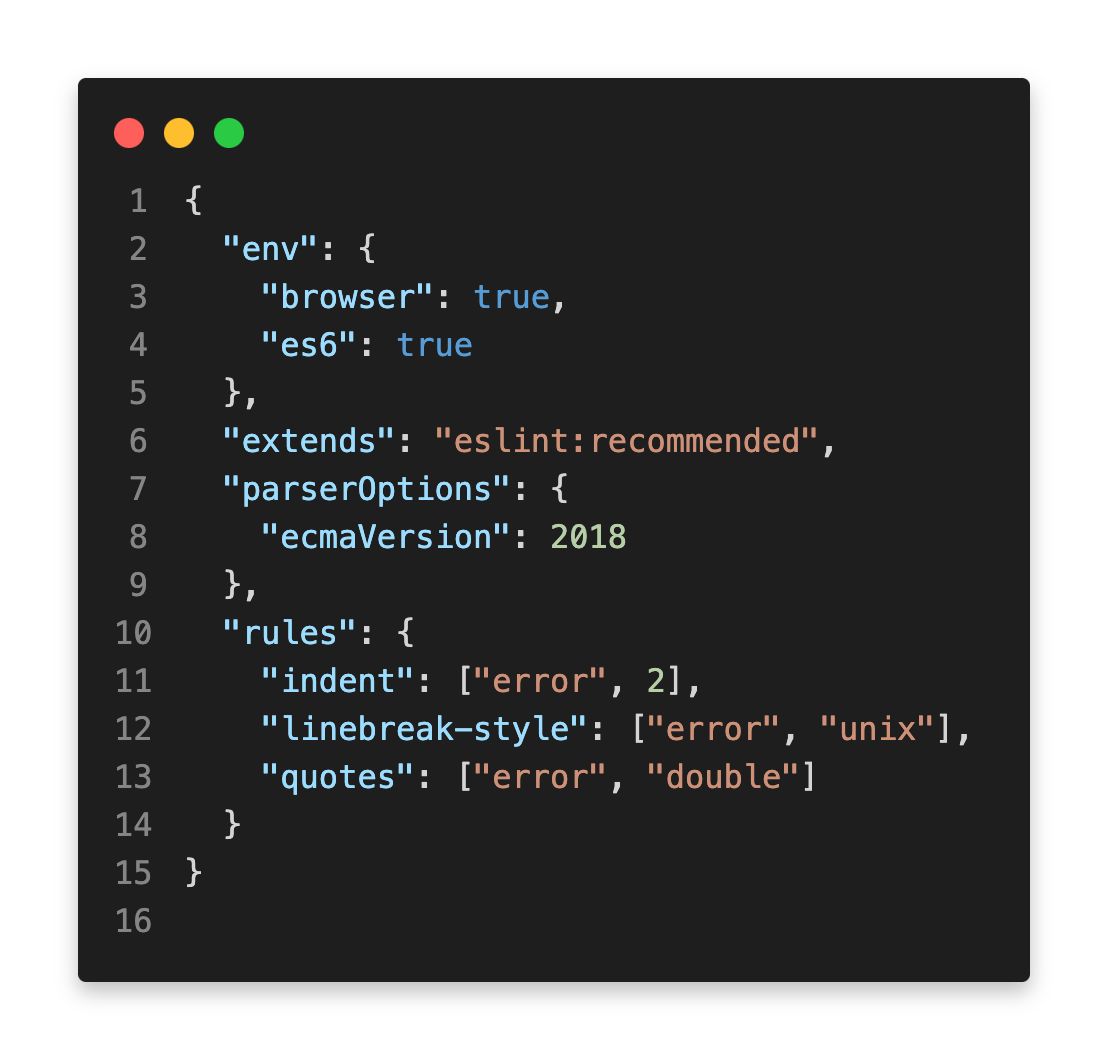 1 {
2   "env": {
3     "browser": true,
4     "es6": true
5   },
6   "extends": "eslint:recommended",
7   "parserOptions": {
8     "ecmaVersion": 2018
9   },
10   "rules": {
11     "indent": ["error", 2],
12     "linebreak-style": ["error", "unix"],
13     "quotes": ["error", "double"]
14   }
15 }
16